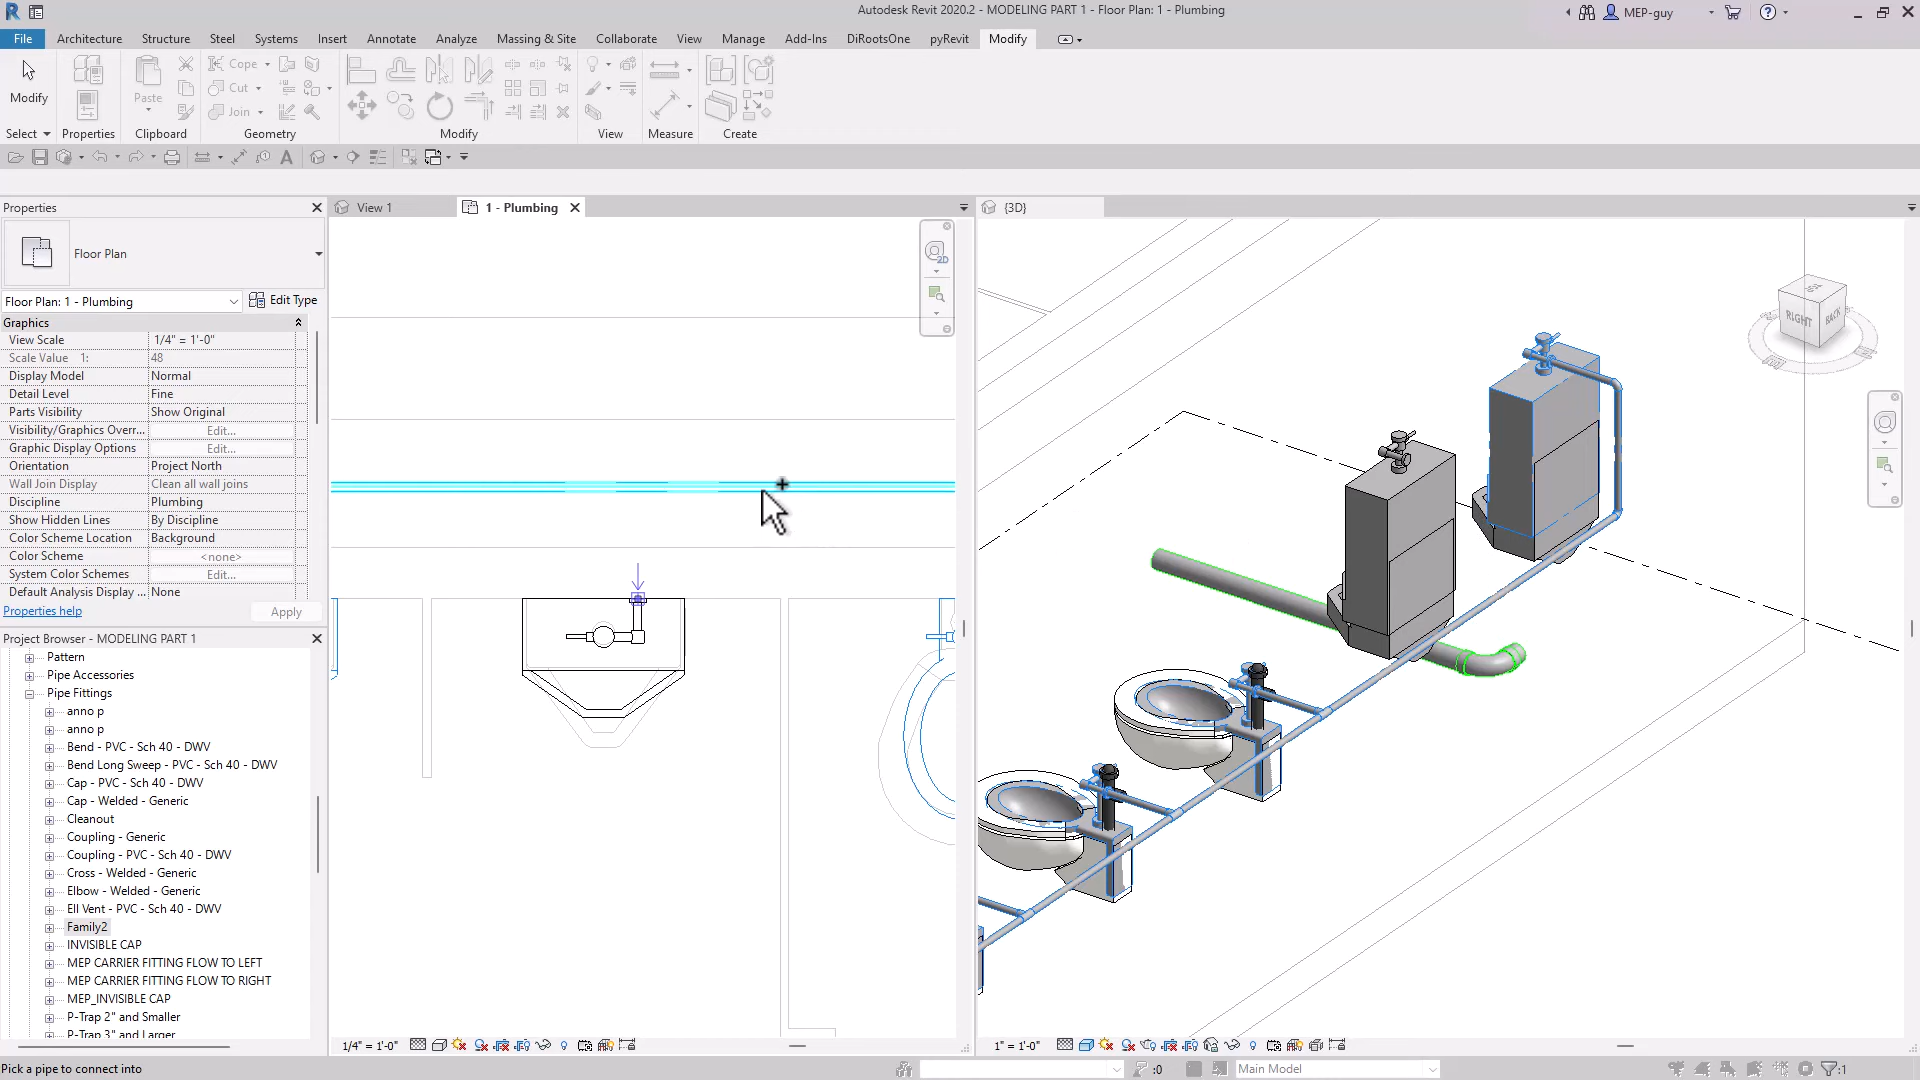 Autodesk Revit 2020.2 - MODELING PART 1 - Floor Plan: 1 - Plumbing
MEP-guy
File Architecture Structure Steel Systems Insert Annotate Analyze Massing & Site Collaborate View Manage Add-Ins DiRootsOne pyRevit Modify
Modify
Paste
Cope
Cut
Join
Select Properties Clipboard Geometry Modify View Measure Create
Properties
View 1
1 - Plumbing
{3D}
Floor Plan
Floor Plan: 1 - Plumbing
Edit Type
Graphics
View Scale 1/4" = 1'-0"
Scale Value 1: 48
Display Model Normal
Detail Level Fine
Parts Visibility Show Original
Visibility/Graphics Overr... Edit...
Graphic Display Options Edit...
Orientation Project North
Wall Join Display Clean all wall joins
Discipline Plumbing
Show Hidden Lines By Discipline
Color Scheme Location Background
Color Scheme <none>
System Color Schemes Edit...
Default Analysis Display ... None
Properties help
Apply
Project Browser - MODELING PART 1
Pattern
Pipe Accessories
Pipe Fittings
anno p
anno p
Bend - PVC - Sch 40 - DWV
Bend Long Sweep - PVC - Sch 40 - DWV
Cap - PVC - Sch 40 - DWV
Cap - Welded - Generic
Cleanout
Coupling - Generic
Coupling - PVC - Sch 40 - DWV
Cross - Welded - Generic
Elbow - Welded - Generic
Ell Vent - PVC - Sch 40 - DWV
Family2
INVISIBLE CAP
MEP CARRIER FITTING FLOW TO LEFT
MEP CARRIER FITTING FLOW TO RIGHT
MEP_INVISIBLE CAP
P-Trap 2" and Smaller
P-Trap 3" and Larger
2D
RIGHT
BACK
1/4" = 1'-0"
1" = 1'-0"
Pick a pipe to connect into
:0
Main Model
:1